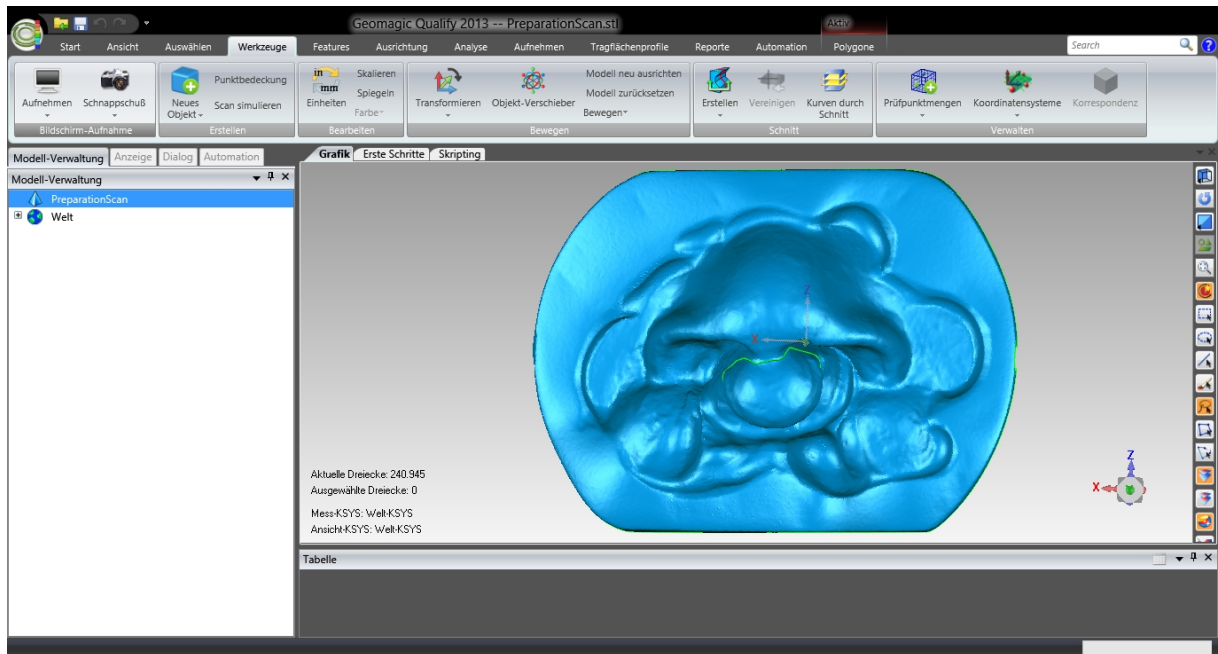 Geomagic Qualify 2013 -- PreparationScan.stl
Aktiv
Start Ansicht Auswählen Werkzeuge Features Ausrichtung Analyse Aufnehmen Tragflächenprofile Reporte Automation Polygone Search
Aufnehmen Schnappschuß
Bildschirm-Aufnahme
Neues Objekt
Punktbedeckung
Scan simulieren
Erstellen
in
mm
Einheiten
Skalieren
Spiegeln
Farbe
Bearbeiten
Transformieren Objekt-Verschieber
Modell neu ausrichten
Modell zurücksetzen
Bewegen
Bewegen
Erstellen Vereinigen Kurven durch
Schnitt
Schnitt
Prüfpunktmengen Koordinatensysteme Korrespondenz
Verwalten
Modell-Verwaltung Anzeige Dialog Automation
Modell-Verwaltung
PreparationScan
Welt
Grafik Erste Schritte Skripting
Z
X
Aktuelle Dreiecke: 240.945
Ausgewählte Dreiecke: 0
Mess-KSYS: Welt-KSYS
Ansicht-KSYS: Welt-KSYS
Z
X
Tabelle